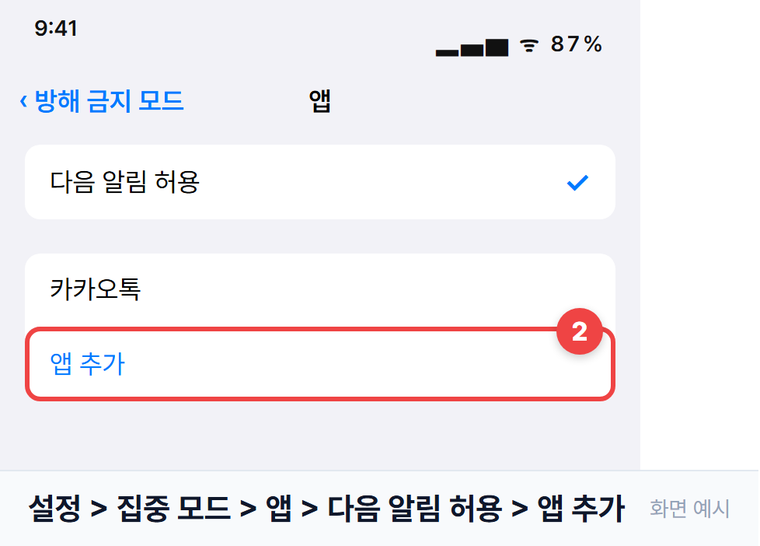 9:41
87%
‹ 방해 금지 모드
앱
다음 알림 허용
카카오톡
2
앱 추가
설정 > 집중 모드 > 앱 > 다음 알림 허용 > 앱 추가
화면 예시